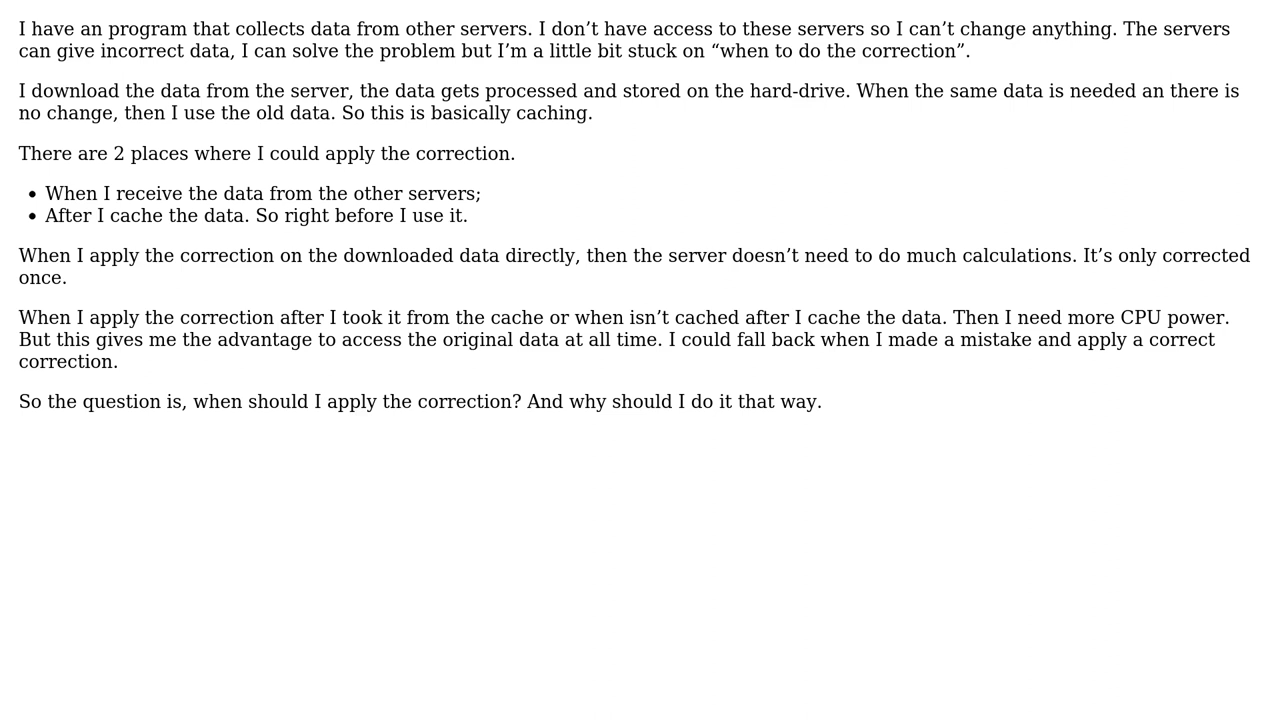 I have an program that collects data from other servers. I don’t have access to these servers so I can’t change anything. The servers
can give incorrect data, I can solve the problem but I’m a little bit stuck on “when to do the correction”.
I download the data from the server, the data gets processed and stored on the hard-drive. When the same data is needed an there is
no change, then I use the old data. So this is basically caching.
There are 2 places where I could apply the correction.
• When I receive the data from the other servers;
• After I cache the data. So right before I use it.
When I apply the correction on the downloaded data directly, then the server doesn’t need to do much calculations. It’s only corrected
once.
When I apply the correction after I took it from the cache or when isn’t cached after I cache the data. Then I need more CPU power.
But this gives me the advantage to access the original data at all time. I could fall back when I made a mistake and apply a correct
correction.
So the question is, when should I apply the correction? And why should I do it that way.